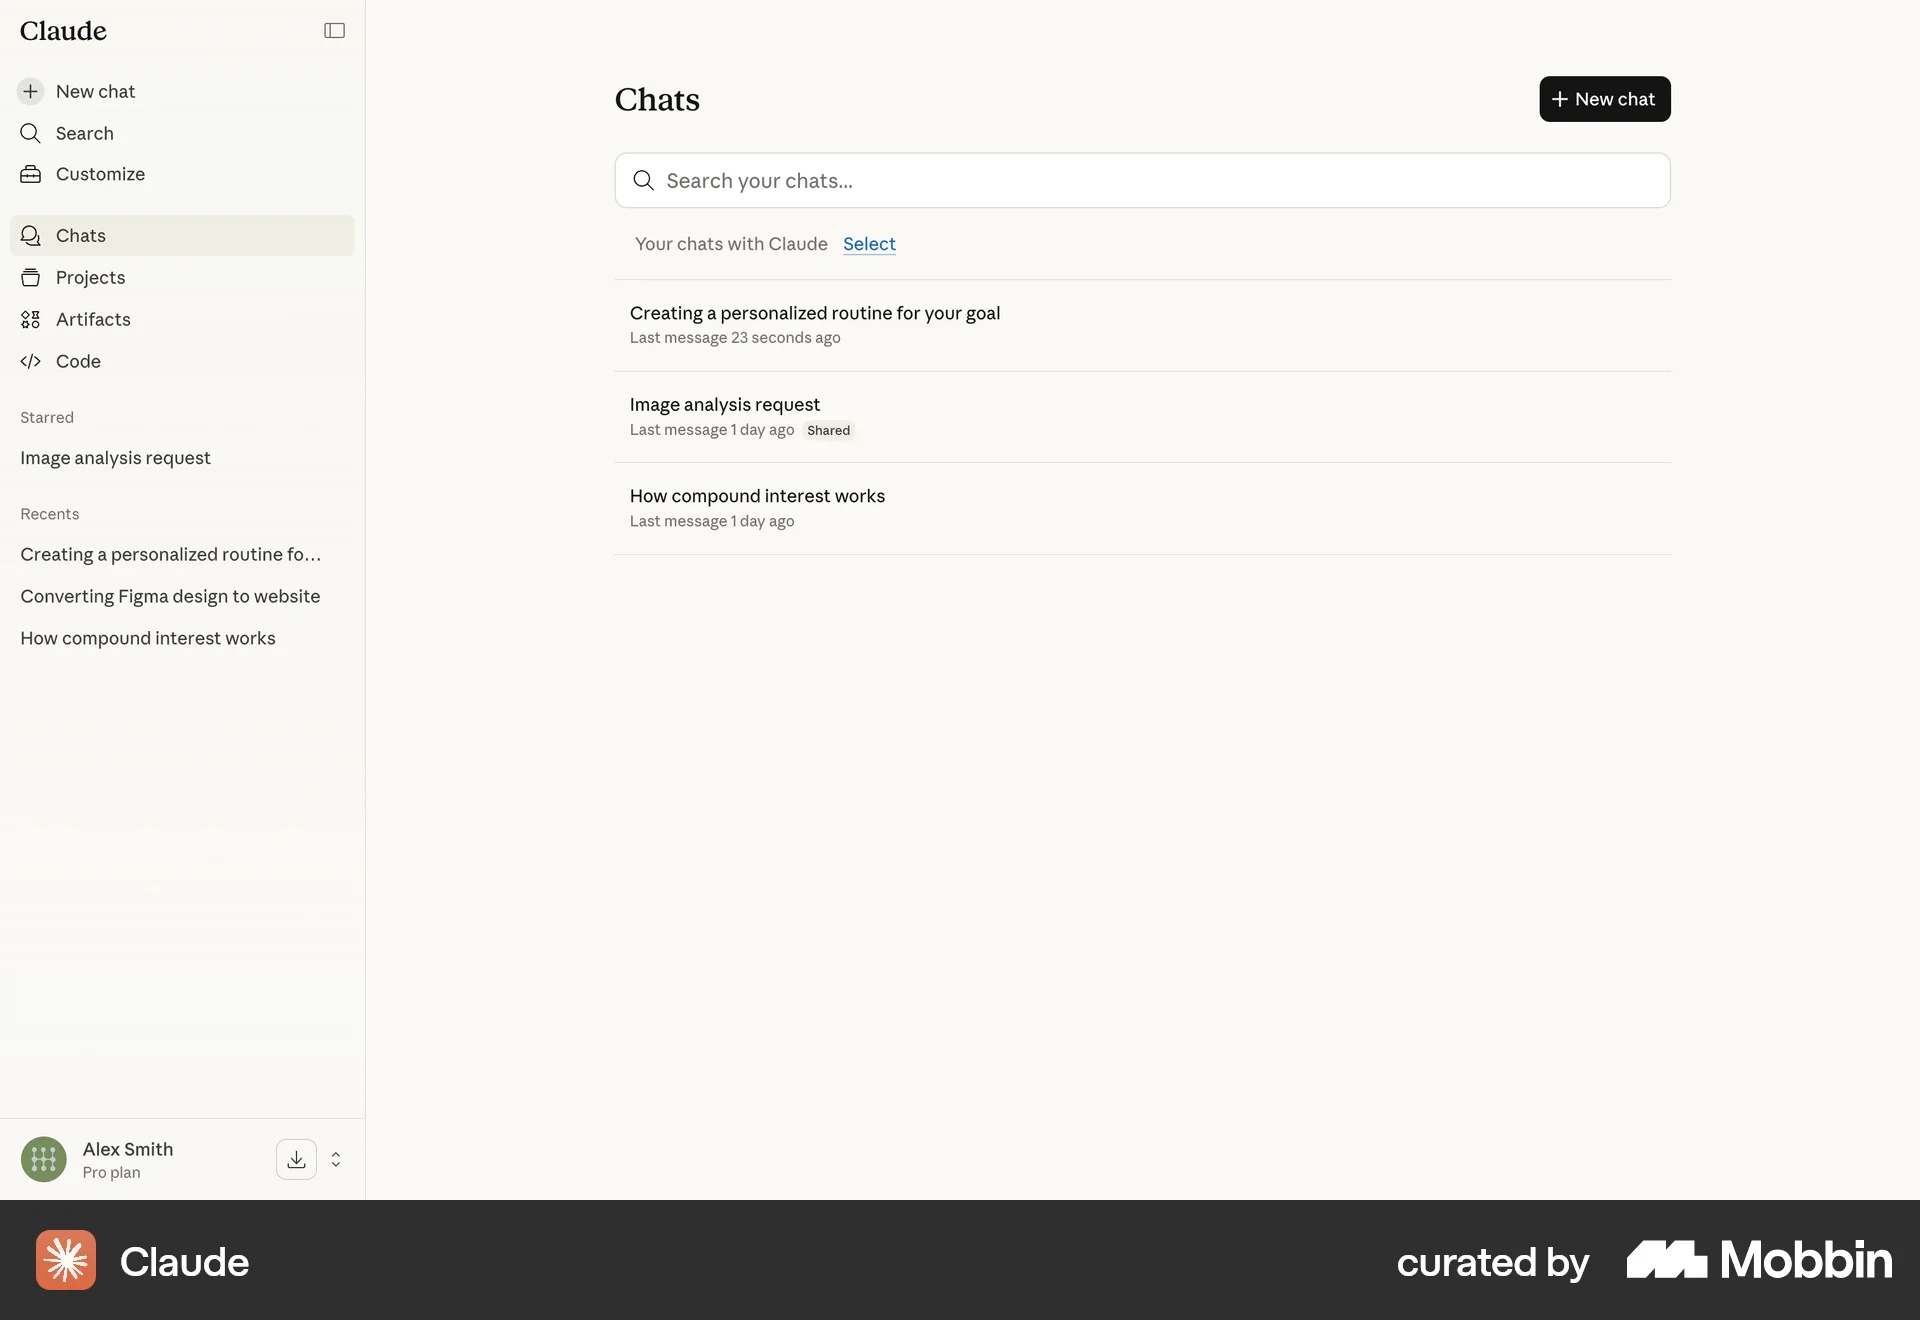 Claude
New chat
Search
Customize
Chats
Projects
Artifacts
Code
Starred
Image analysis request
Recents
Creating a personalized routine fo...
Converting Figma design to website
How compound interest works
Alex Smith
Pro plan
Chats
New chat
Search your chats...
Your chats with Claude Select
Creating a personalized routine for your goal
Last message 23 seconds ago
Image analysis request
Last message 1 day ago Shared
How compound interest works
Last message 1 day ago
Claude
curated by Mobbin